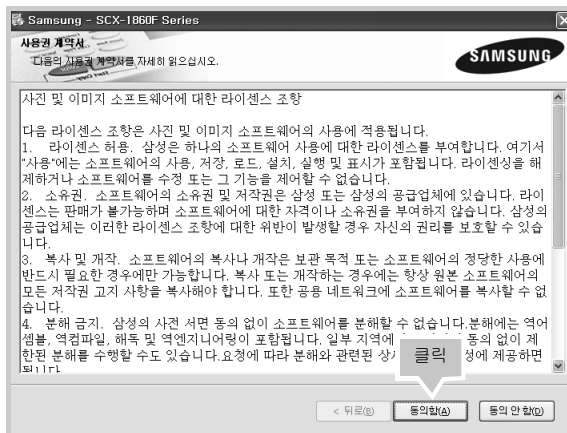 Samsung - SCX-1860F Series
사용권 계약서
다음의 사용권 계약서를 자세히 읽으십시오.
SAMSUNG
사진 및 이미지 소프트웨어에 대한 라이센스 조항
다음 라이센스 조항은 사진 및 이미지 소프트웨어의 사용에 적용됩니다.
1. 라이센스 허용. 삼성은 하나의 소프트웨어 사용에 대한 라이센스를 부여합니다. 여기서
"사용"에는 소프트웨어의 사용, 저장, 로드, 설치, 실행 및 표시가 포함됩니다. 라이센싱을 해
제하거나 소프트웨어를 수정 또는 그 기능을 제어할 수 없습니다.
2. 소유권. 소프트웨어의 소유권 및 저작권은 삼성 또는 삼성의 공급업체에 있습니다. 라이
센스는 판매가 불가능하며 소프트웨어에 대한 자격이나 소유권을 부여하지 않습니다. 삼성의
공급업체는 이러한 라이센스 조항에 대한 위반이 발생할 경우 자신의 권리를 보호할 수 있습
니다.
3. 복사 및 개작. 소프트웨어의 복사나 개작은 보관 목적 또는 소프트웨어의 정당한 사용에
반드시 필요한 경우에만 가능합니다. 복사 또는 개작하는 경우에는 항상 원본 소프트웨어의
모든 저작권 고지 사항을 복사해야 합니다. 또한 공용 네트워크에 소프트웨어를 복사할 수 없
습니다.
4. 분해 금지. 삼성의 사전 서면 동의 없이 소프트웨어를 분해할 수 없습니다.분해에는 역어
셈블, 역컴파일, 해독 및 역엔지니어링이 포함됩니다. 일부 지역에 동의 없이 제
한된 분해를 수행할 수도 있습니다.요청에 따라 분해와 관련된 성에 제공하면
됩니다
클릭
< 뒤로(B)
동의함(A)
동의 안 함(D)